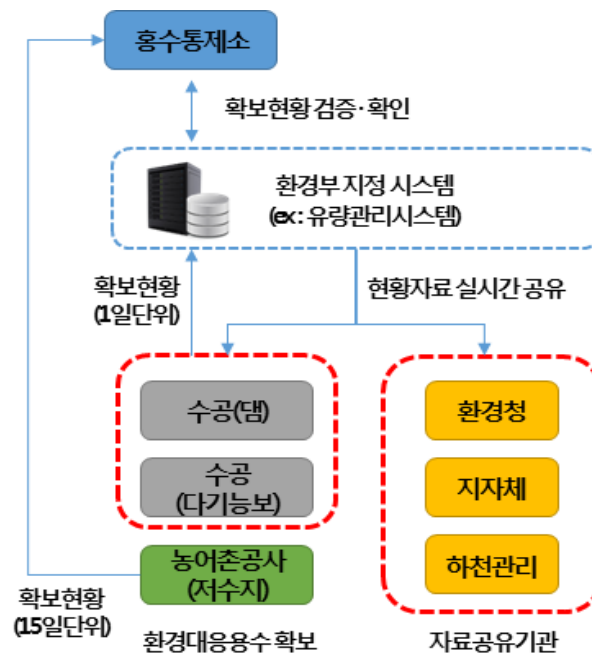 홍수통제소
확보현황 검증·확인
환경부 지정 시스템
(ex: 유량관리시스템)
확보현황
(1일단위)
현황자료 실시간 공유
수공(댐)
수공
(다기능보)
농어촌공사
(저수지)
환경청
지자체
하천관리
확보현황
(15일단위)
환경대응용수 확보
자료공유기관